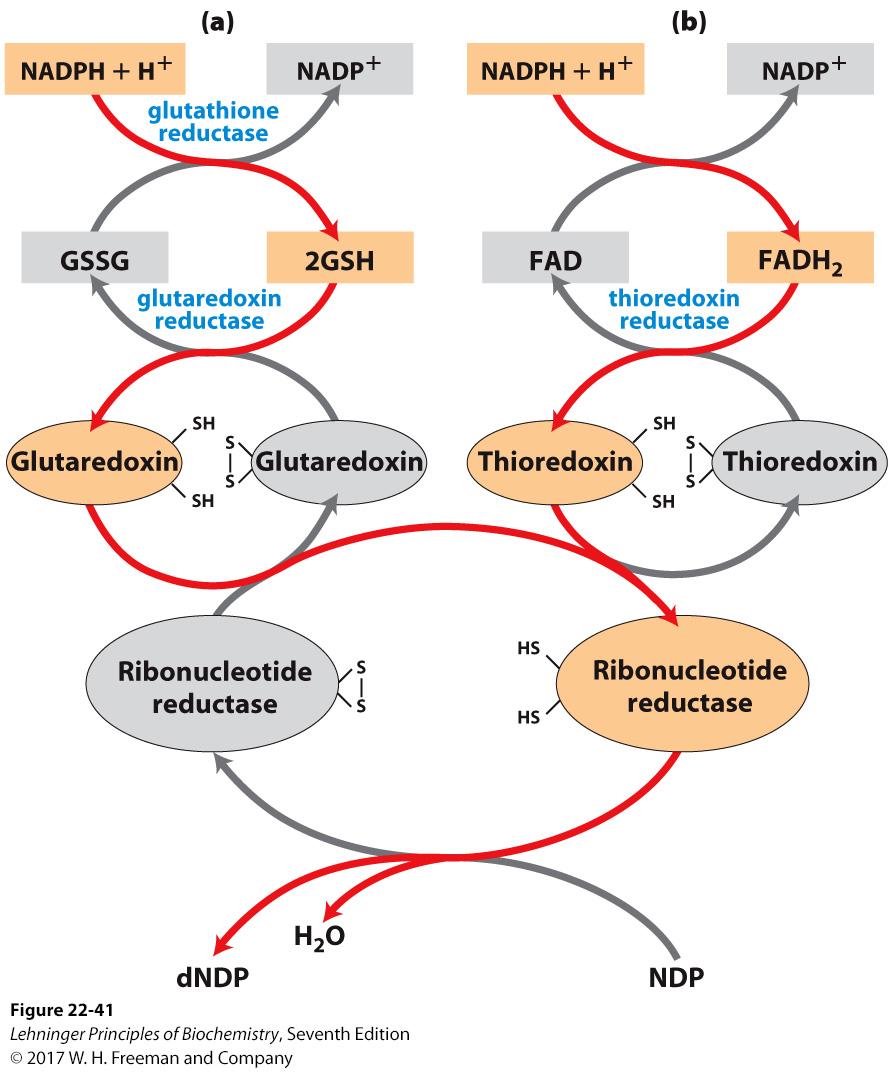 (a)
(b)
NADPH + H⁺
NADP⁺
NADPH + H⁺
NADP⁺
glutathione
reductase
GSSG
2GSH
FAD
FADH₂
glutaredoxin
reductase
thioredoxin
reductase
Glutaredoxin
SH
SH
S
S
Glutaredoxin
Thioredoxin
SH
SH
S
S
Thioredoxin
Ribonucleotide
reductase
S
S
HS
HS
Ribonucleotide
reductase
H₂O
dNDP
NDP
Figure 22-41
Lehninger Principles of Biochemistry, Seventh Edition
© 2017 W. H. Freeman and Company